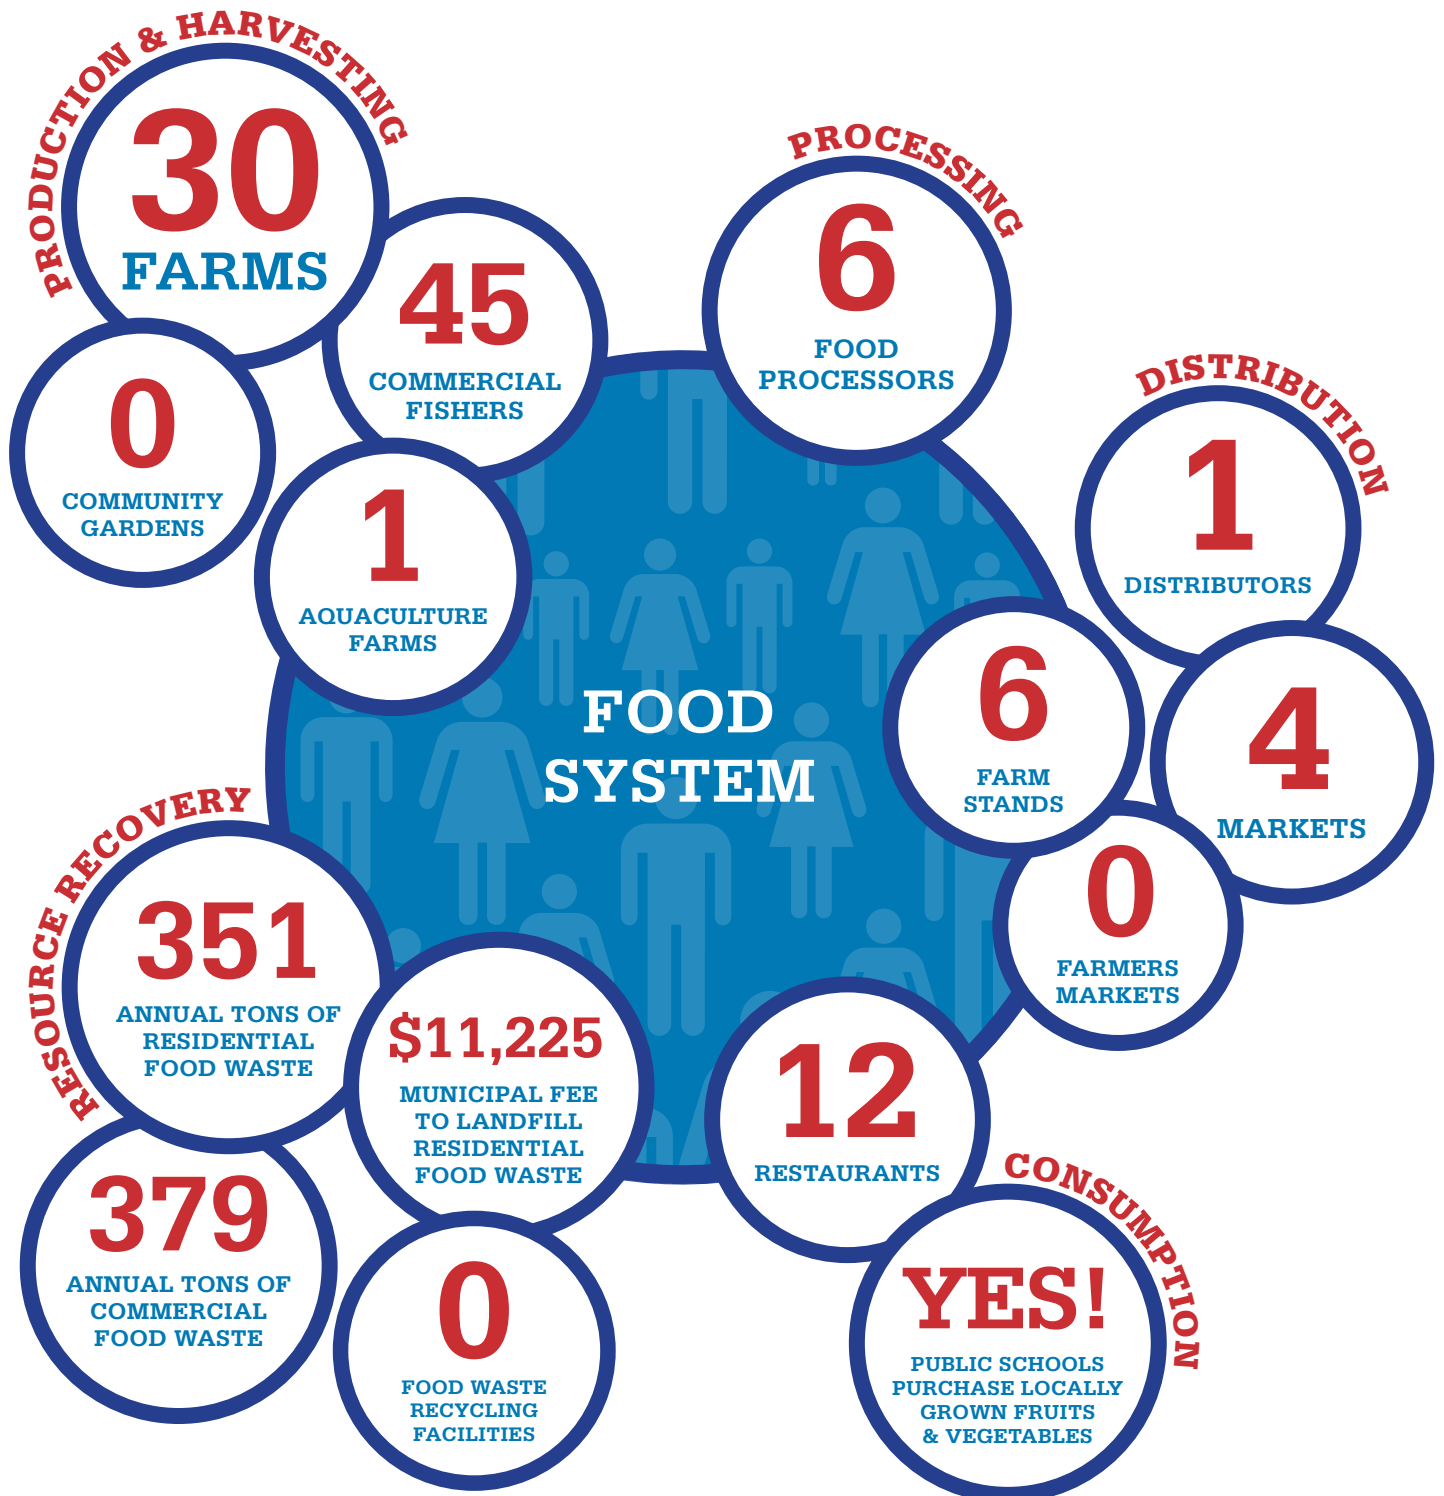 PRODUCTION & HARVESTING
30
FARMS
45
COMMERCIAL
FISHERS
0
COMMUNITY
GARDENS
1
AQUACULTURE
FARMS
PROCESSING
6
FOOD
PROCESSORS
DISTRIBUTION
1
DISTRIBUTORS
6
FARM
STANDS
4
MARKETS
0
FARMERS
MARKETS
FOOD
SYSTEM
RESOURCE RECOVERY
351
ANNUAL TONS OF
RESIDENTIAL
FOOD WASTE
$11,225
MUNICIPAL FEE
TO LANDFILL
RESIDENTIAL
FOOD WASTE
379
ANNUAL TONS OF
COMMERCIAL
FOOD WASTE
0
FOOD WASTE
RECYCLING
FACILITIES
12
RESTAURANTS
CONSUMPTION
YES!
PUBLIC SCHOOLS
PURCHASE LOCALLY
GROWN FRUITS
& VEGETABLES